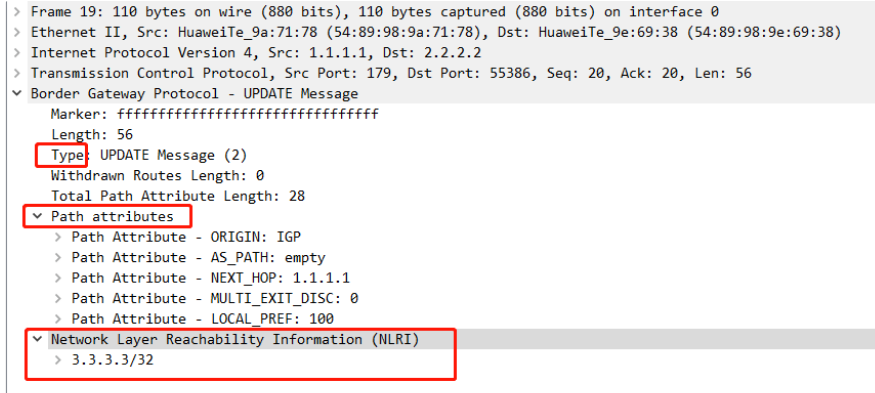 Frame 19: 110 bytes on wire (880 bits), 110 bytes captured (880 bits) on interface 0
Ethernet II, Src: HuaweiTe_9a:71:78 (54:89:98:9a:71:78), Dst: HuaweiTe_9e:69:38 (54:89:98:9e:69:38)
Internet Protocol Version 4, Src: 1.1.1.1, Dst: 2.2.2.2
Transmission Control Protocol, Src Port: 179, Dst Port: 55386, Seq: 20, Ack: 20, Len: 56
Border Gateway Protocol - UPDATE Message
Marker: ffffffffffffffffffffffffffffffff
Length: 56
Type: UPDATE Message (2)
Withdrawn Routes Length: 0
Total Path Attribute Length: 28
Path attributes
Path Attribute - ORIGIN: IGP
Path Attribute - AS_PATH: empty
Path Attribute - NEXT_HOP: 1.1.1.1
Path Attribute - MULTI_EXIT_DISC: 0
Path Attribute - LOCAL_PREF: 100
Network Layer Reachability Information (NLRI)
3.3.3.3/32